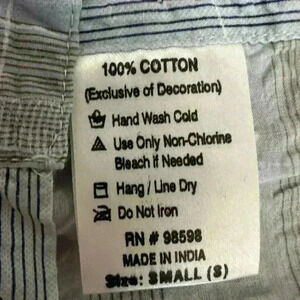 100% COTTON
(Exclusive of Decoration)
Hand Wash Cold
Use Only Non-Chlorine
Bleach if Needed
Hang / Line Dry
Do Not Iron
RN # 98598
MADE IN INDIA
Size: SMALL (S)